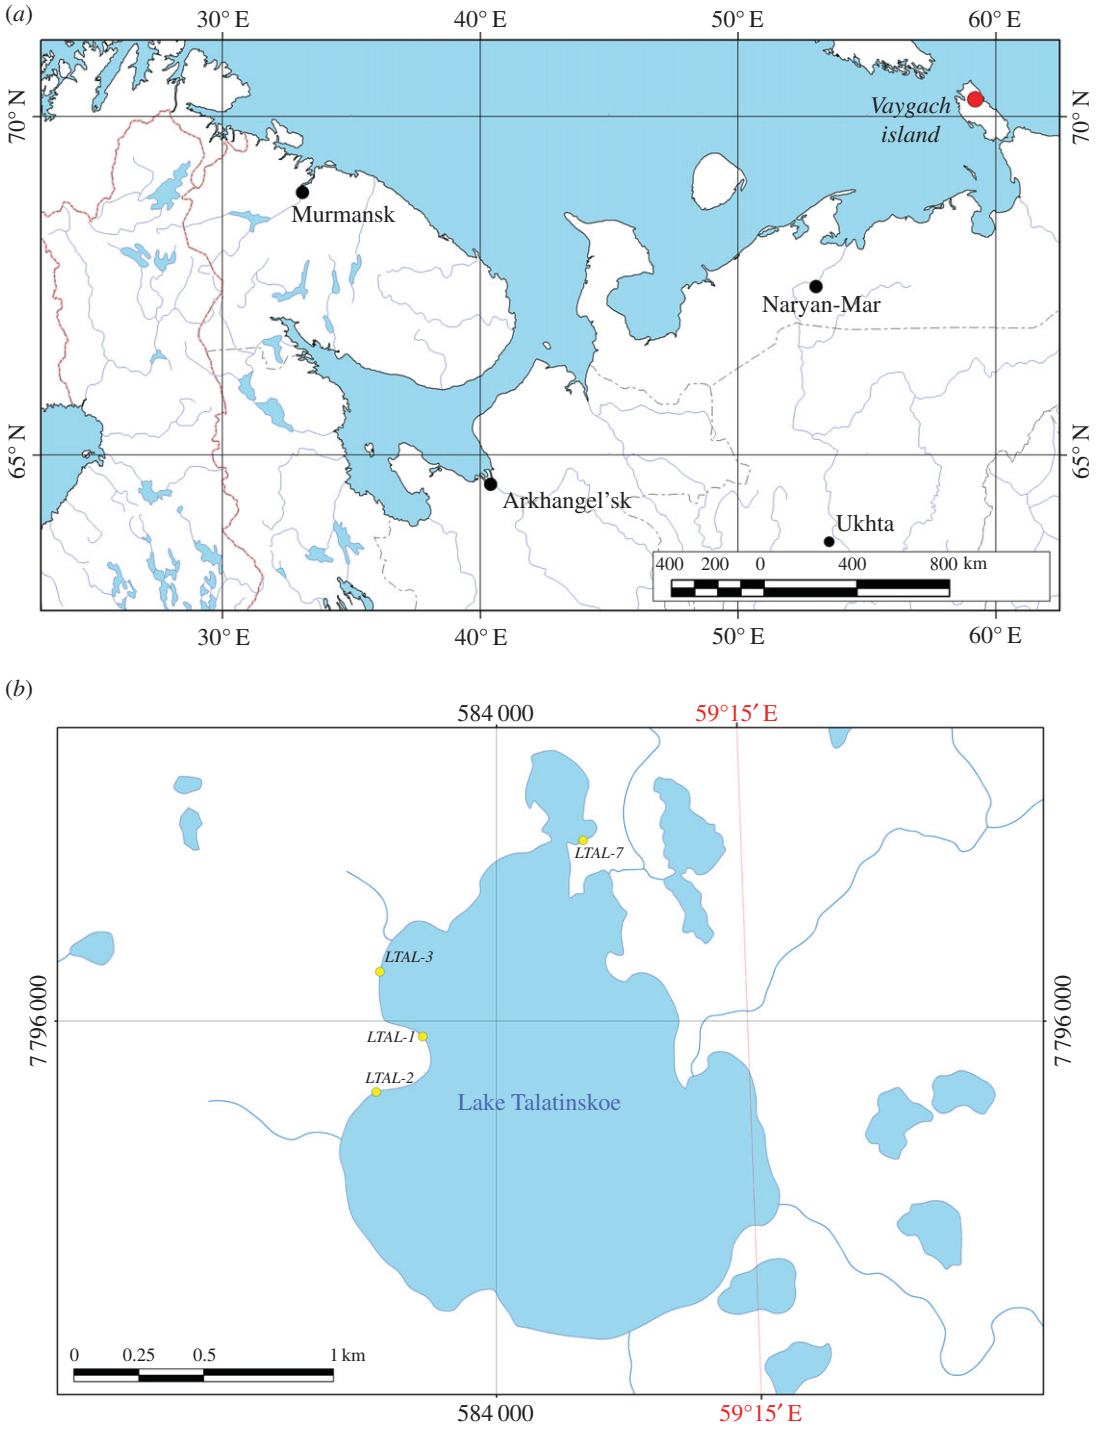 (a)
30° E 40° E 50° E 60° E
70° N
70° N
Vaygach
island
Murmansk
Naryan-Mar
65° N
65° N
Arkhangel’sk
Ukhta
400 200 0 400 800 km
30° E 40° E 50° E 60° E
(b)
584 000 59°15′ E
LTAL-7
LTAL-3
7 796 000
7 796 000
LTAL-1
LTAL-2
Lake Talatinskoe
0 0.25 0.5 1 km
584 000 59°15′ E